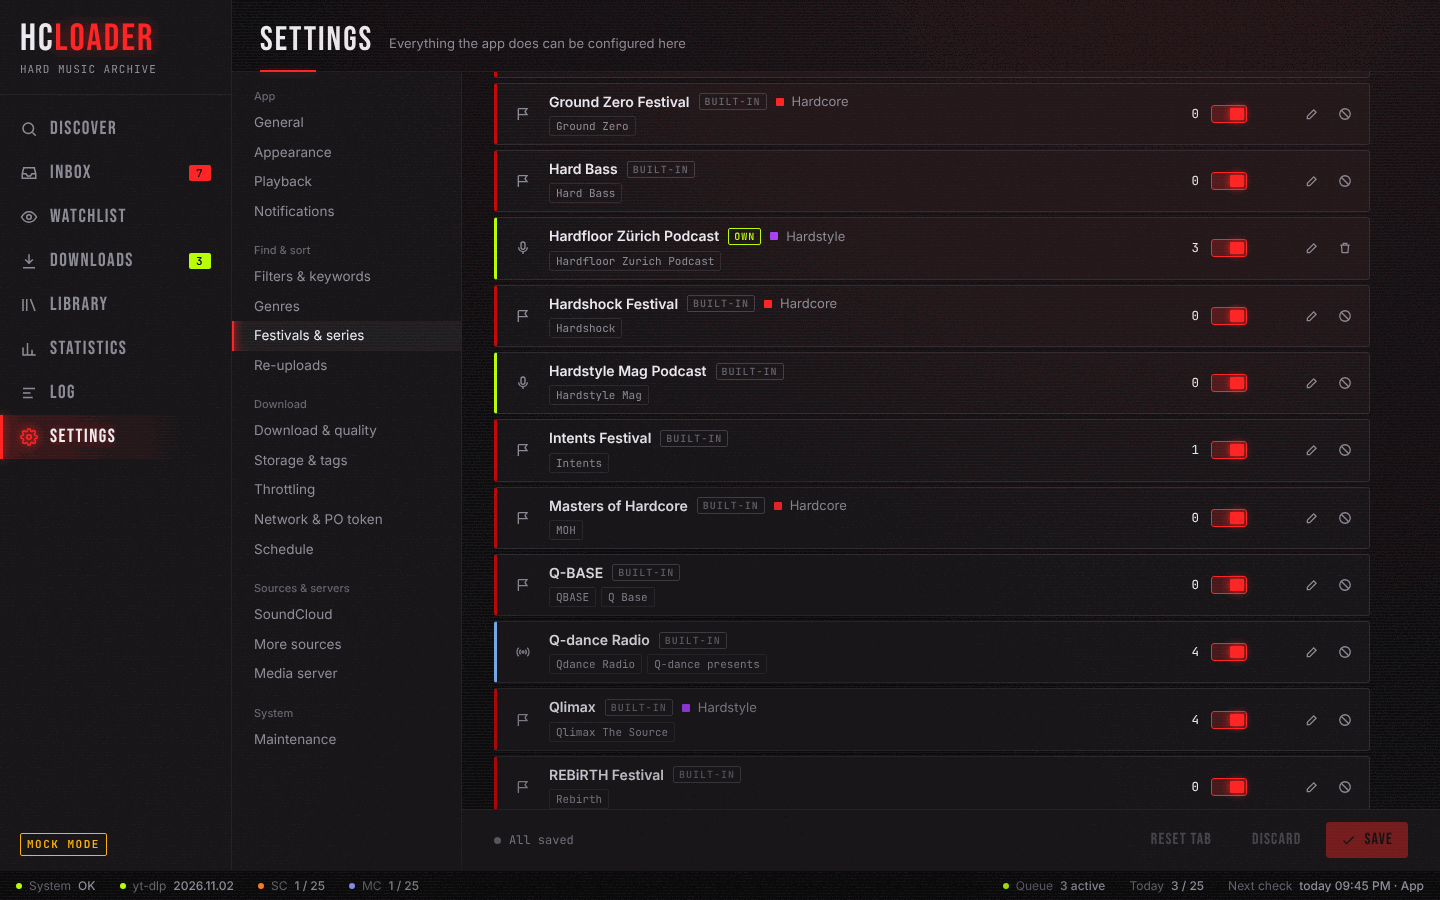 HCLOADER
HARD MUSIC ARCHIVE
DISCOVER
INBOX 7
WATCHLIST
DOWNLOADS 3
LIBRARY
STATISTICS
LOG
SETTINGS
MOCK MODE
SETTINGS Everything the app does can be configured here
App
General
Appearance
Playback
Notifications
Find & sort
Filters & keywords
Genres
Festivals & series
Re-uploads
Download
Download & quality
Storage & tags
Throttling
Network & PO token
Schedule
Sources & servers
SoundCloud
More sources
Media server
System
Maintenance
Ground Zero Festival BUILT-IN Hardcore 0
Ground Zero
Hard Bass BUILT-IN 0
Hard Bass
Hardfloor Zürich Podcast OWN Hardstyle 3
Hardfloor Zurich Podcast
Hardshock Festival BUILT-IN Hardcore 0
Hardshock
Hardstyle Mag Podcast BUILT-IN 0
Hardstyle Mag
Intents Festival BUILT-IN 1
Intents
Masters of Hardcore BUILT-IN Hardcore 0
MOH
Q-BASE BUILT-IN 0
QBASE Q Base
Q-dance Radio BUILT-IN 4
Qdance Radio Q-dance presents
Qlimax BUILT-IN Hardstyle 4
Qlimax The Source
REBiRTH Festival BUILT-IN 0
Rebirth
All saved RESET TAB DISCARD SAVE
System OK yt-dlp 2026.11.02 SC 1 / 25 MC 1 / 25 Queue 3 active Today 3 / 25 Next check today 09:45 PM · App